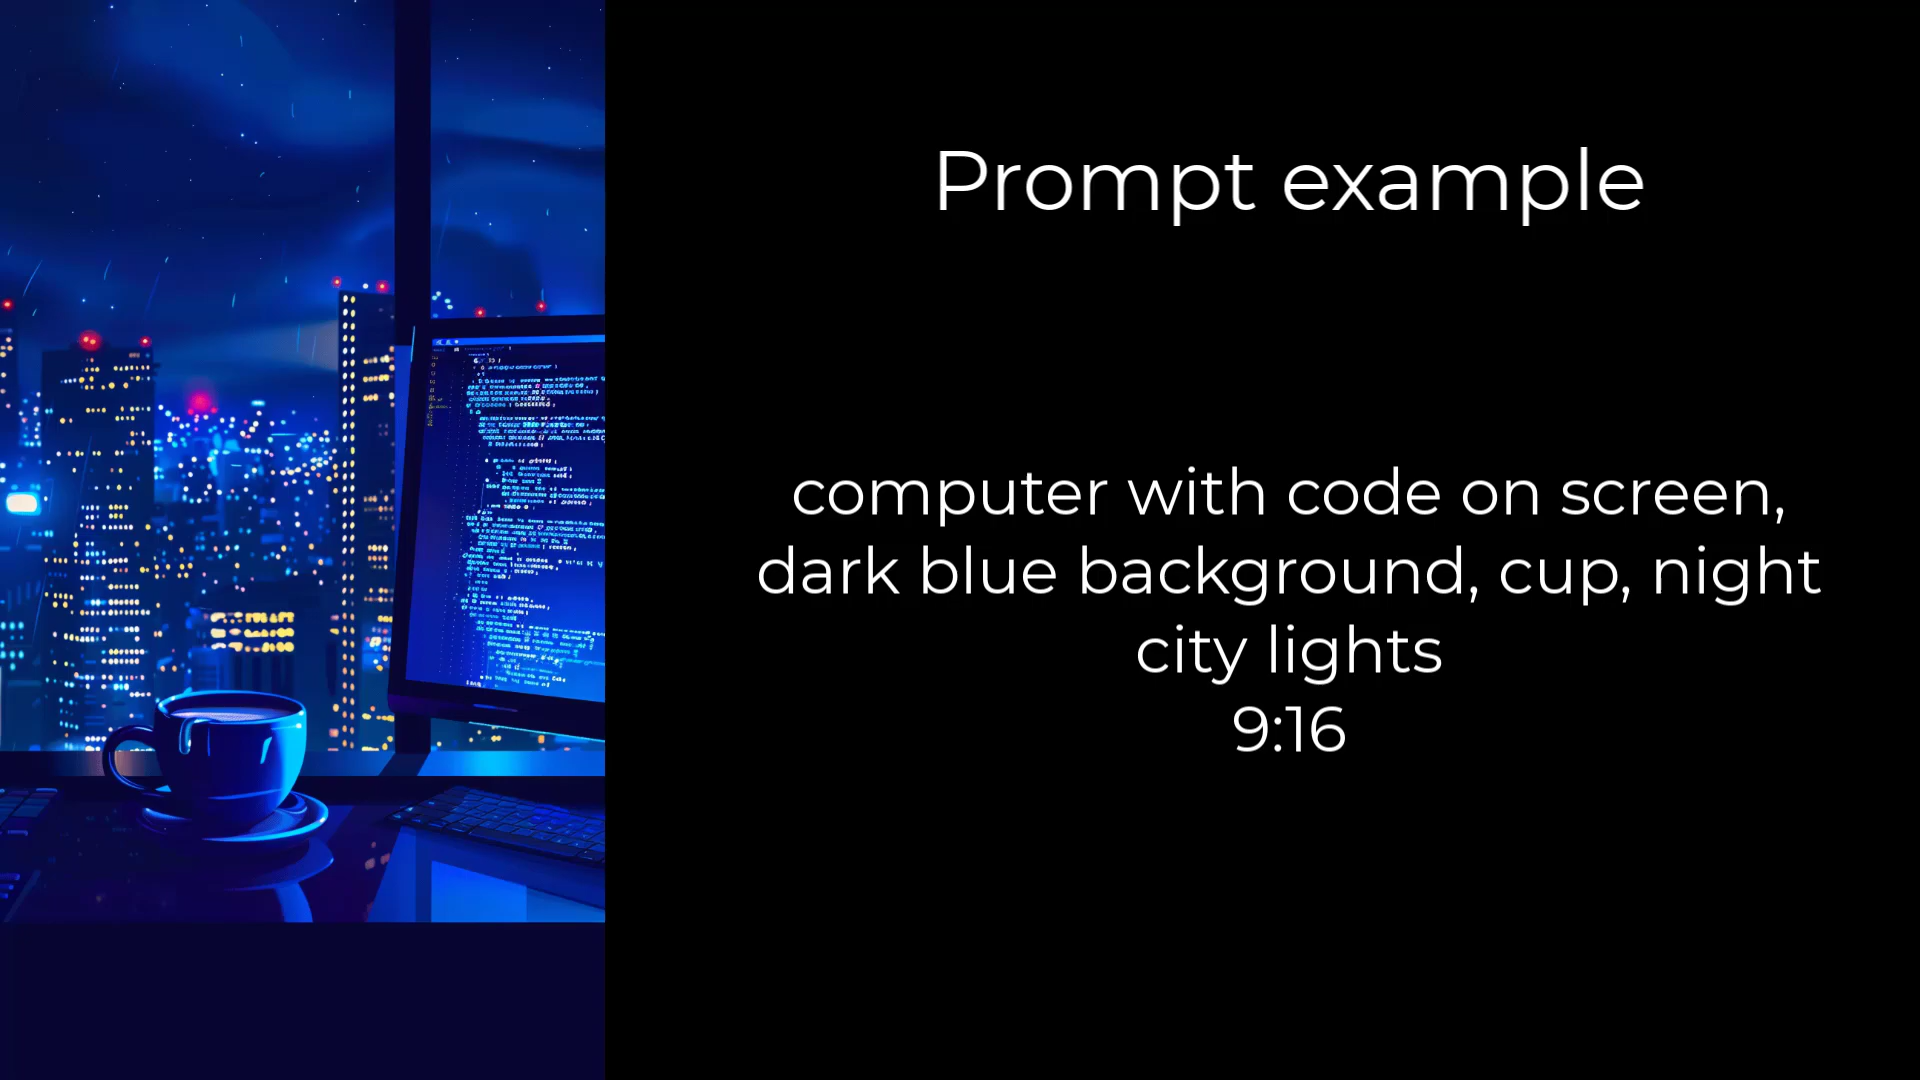 Prompt example
computer with code on screen,
dark blue background, cup, night
city lights
9:16